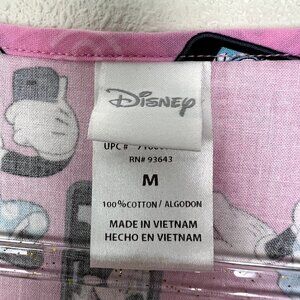 Disney
UPC#
RN# 93643
M
100%COTTON / ALGODON
MADE IN VIETNAM
HECHO EN VIETNAM